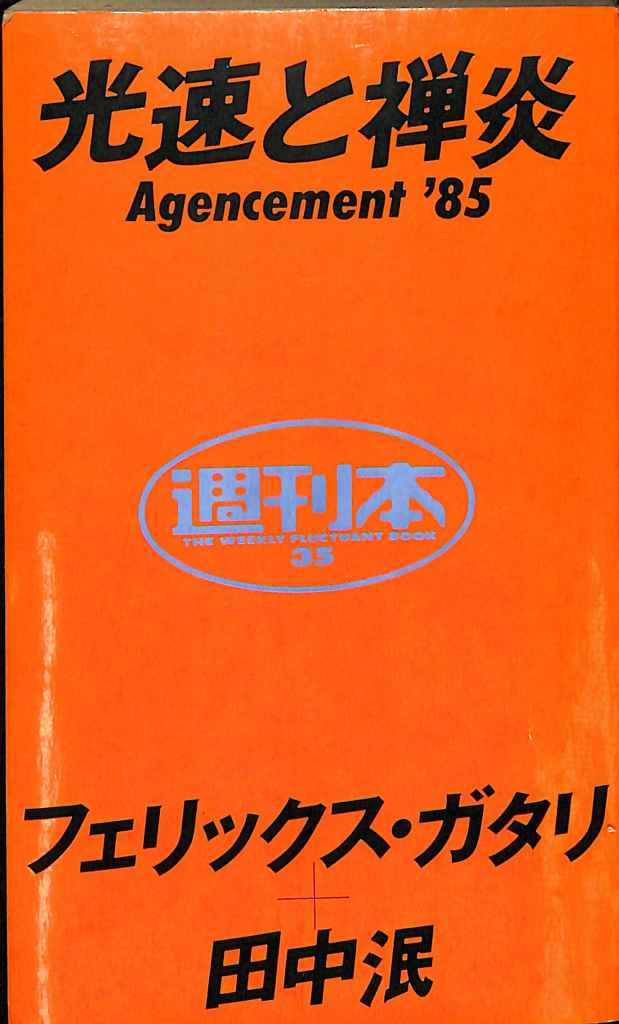 光速と禅炎
Agencement '85
週刊本
THE WEEKLY FLUCTUANT BOOK
35
フェリックス・ガタリ
+
田中泯